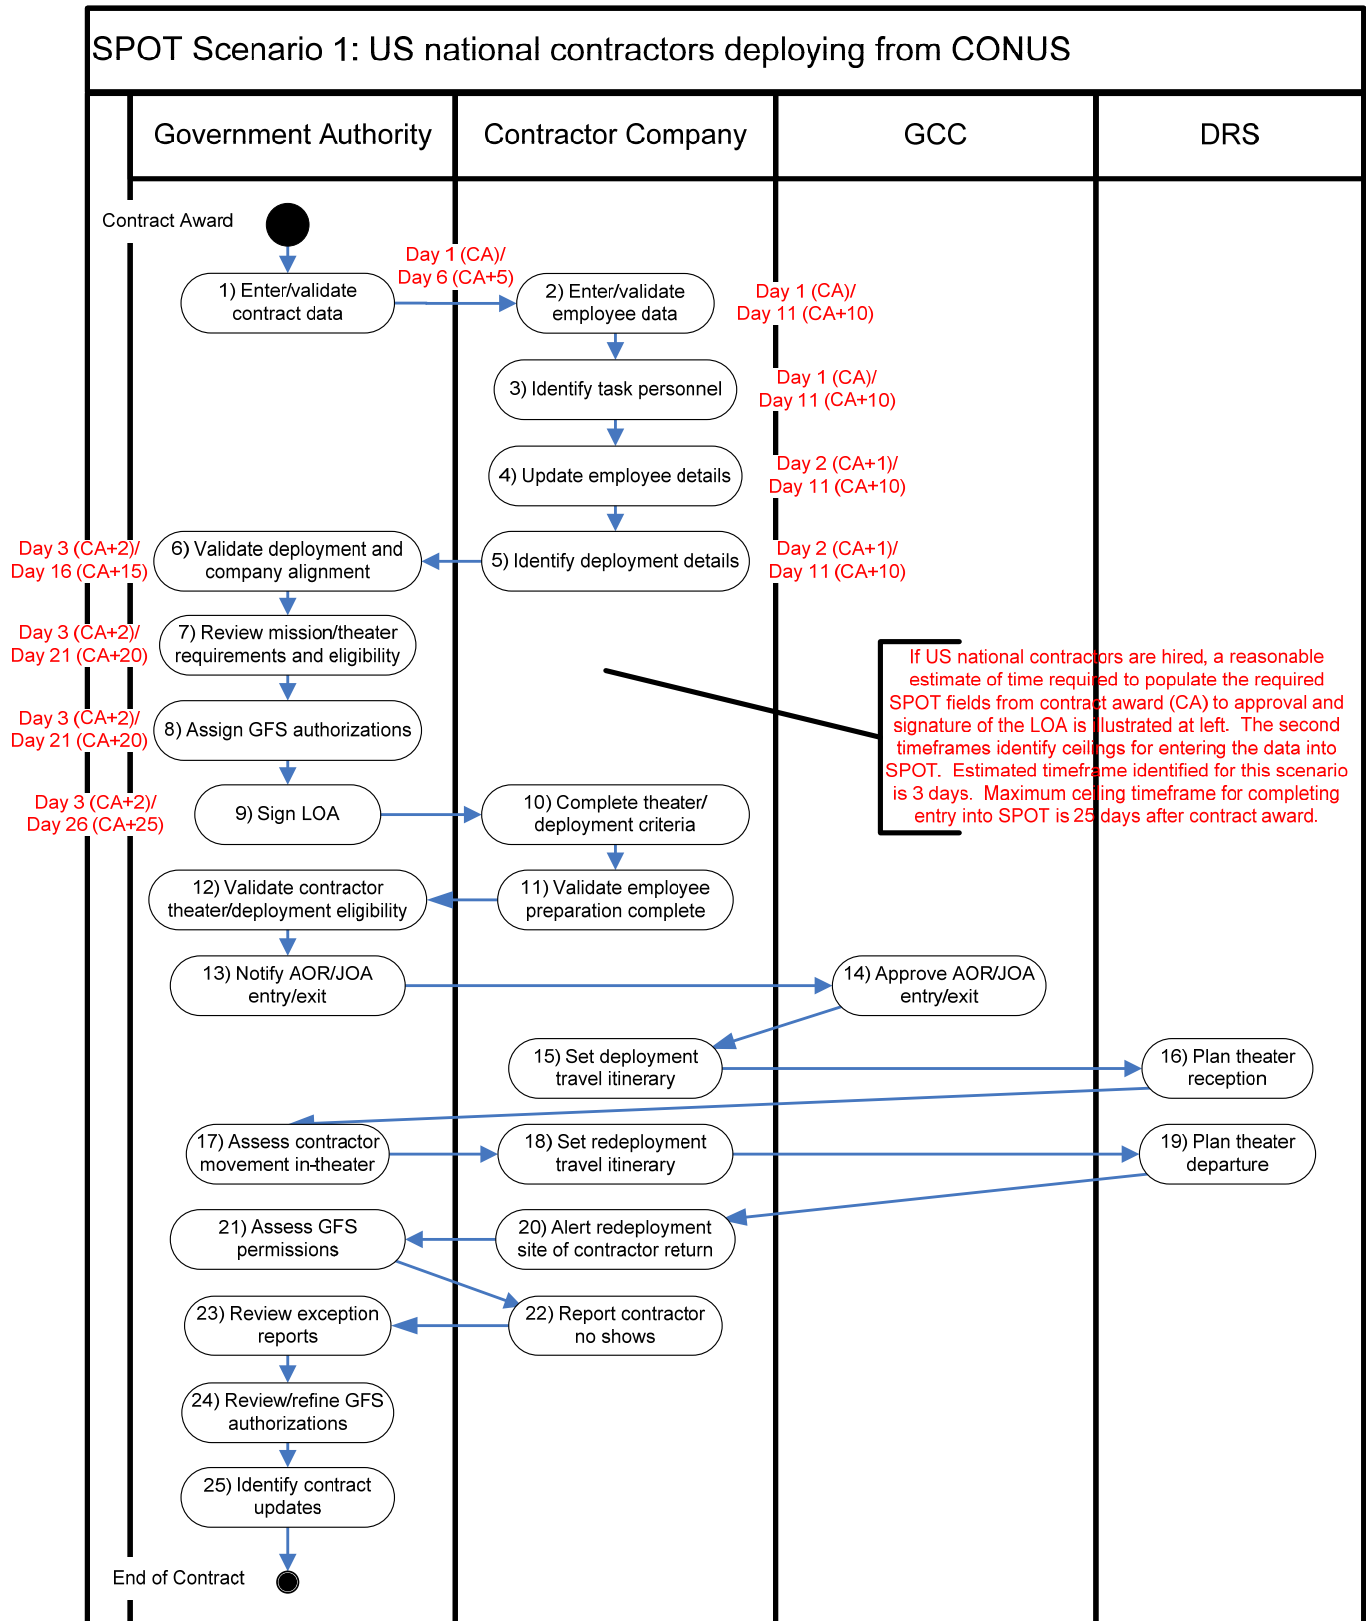 SPOT Scenario 1: US national contractors deploying from CONUS
Government Authority
Contractor Company
GCC
DRS
Contract Award
Day 1 (CA)/
Day 6 (CA+5)
1) Enter/validate
contract data
2) Enter/validate
employee data
Day 1 (CA)/
Day 11 (CA+10)
3) Identify task personnel
Day 1 (CA)/
Day 11 (CA+10)
4) Update employee details
Day 2 (CA+1)/
Day 11 (CA+10)
Day 3 (CA+2)/
Day 16 (CA+15)
6) Validate deployment and
company alignment
5) Identify deployment details
Day 2 (CA+1)/
Day 11 (CA+10)
Day 3 (CA+2)/
Day 21 (CA+20)
7) Review mission/theater
requirements and eligibility
If US national contractors are hired, a reasonable
estimate of time required to populate the required
SPOT fields from contract award (CA) to approval and
signature of the LOA is illustrated at left. The second
timeframes identify ceilings for entering the data into
SPOT. Estimated timeframe identified for this scenario
is 3 days. Maximum ceiling timeframe for completing
entry into SPOT is 25 days after contract award.
Day 3 (CA+2)/
Day 21 (CA+20)
8) Assign GFS authorizations
Day 3 (CA+2)/
Day 26 (CA+25)
9) Sign LOA
10) Complete theater/
deployment criteria
12) Validate contractor
theater/deployment eligibility
11) Validate employee
preparation complete
13) Notify AOR/JOA
entry/exit
14) Approve AOR/JOA
entry/exit
15) Set deployment
travel itinerary
16) Plan theater
reception
17) Assess contractor
movement in-theater
18) Set redeployment
travel itinerary
19) Plan theater
departure
21) Assess GFS
permissions
20) Alert redeployment
site of contractor return
23) Review exception
reports
22) Report contractor
no shows
24) Review/refine GFS
authorizations
25) Identify contract
updates
End of Contract